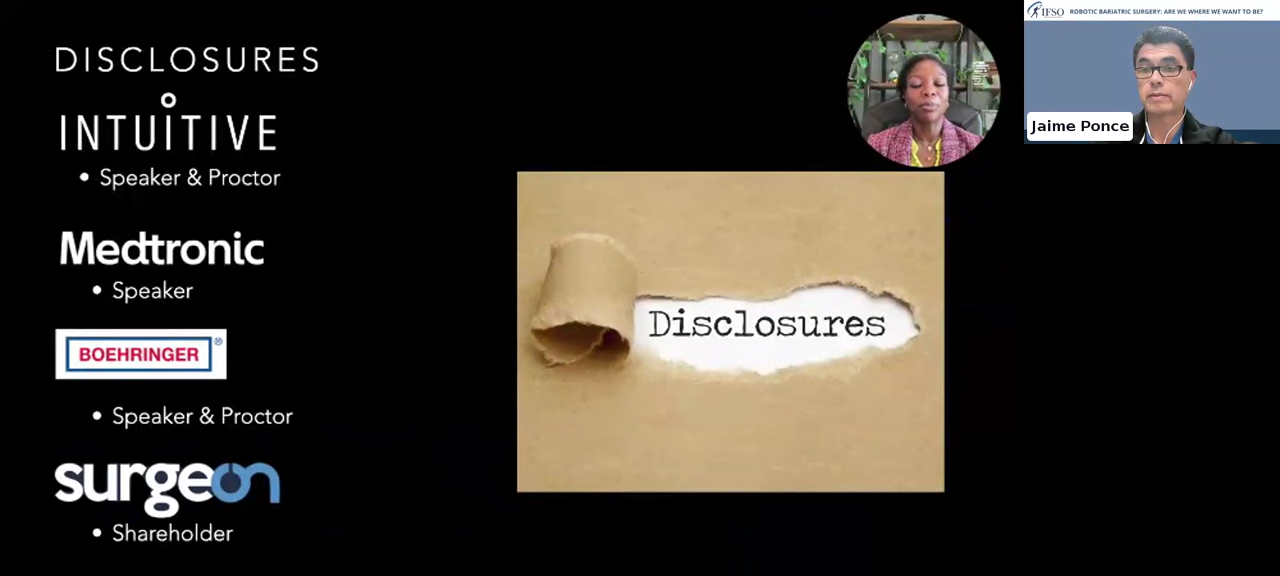 DISCLOSURES
INTUITIVE
• Speaker & Proctor
Medtronic
• Speaker
BOEHRINGER®
• Speaker & Proctor
surgeon
• Shareholder
Disclosures
IFSO ROBOTIC BARIATRIC SURGERY: ARE WE WHERE WE WANT TO BE?
Jaime Ponce